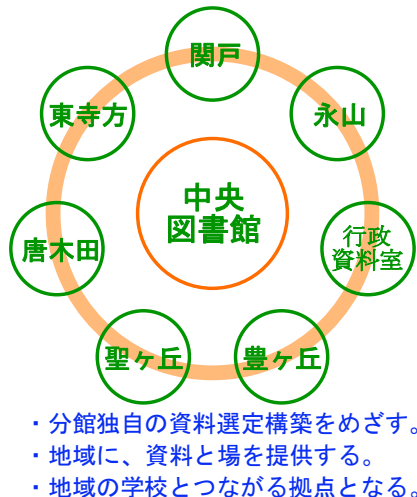 関戸
東寺方
永山
中央
図書館
唐木田
行政
資料室
聖ヶ丘
豊ヶ丘
・分館独自の資料選定構築をめざす。
・地域に、資料と場を提供する。
・地域の学校とつながる拠点となる。